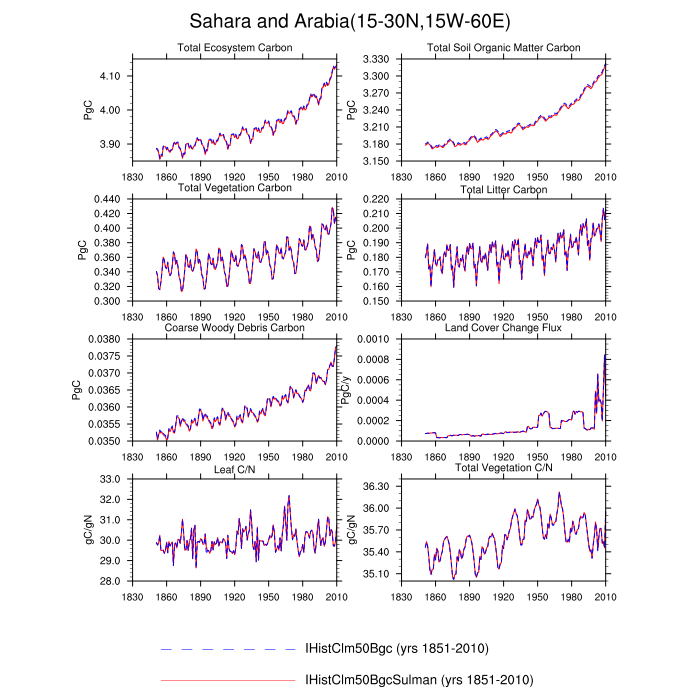 Sahara and Arabia(15-30N,15W-60E)
Total Ecosystem Carbon
PgC
4.10
4.00
3.90
1830 1860 1890 1920 1950 1980 2010
Total Soil Organic Matter Carbon
PgC
3.330
3.300
3.270
3.240
3.210
3.180
3.150
1830 1860 1890 1920 1950 1980 2010
Total Vegetation Carbon
PgC
0.440
0.420
0.400
0.380
0.360
0.340
0.320
0.300
1830 1860 1890 1920 1950 1980 2010
Total Litter Carbon
PgC
0.220
0.210
0.200
0.190
0.180
0.170
0.160
0.150
1830 1860 1890 1920 1950 1980 2010
Coarse Woody Debris Carbon
PgC
0.0380
0.0375
0.0370
0.0365
0.0360
0.0355
0.0350
1830 1860 1890 1920 1950 1980 2010
Land Cover Change Flux
PgC/y
0.0010
0.0008
0.0006
0.0004
0.0002
0.0000
1830 1860 1890 1920 1950 1980 2010
Leaf C/N
gC/gN
33.0
32.0
31.0
30.0
29.0
28.0
1830 1860 1890 1920 1950 1980 2010
Total Vegetation C/N
gC/gN
36.30
36.00
35.70
35.40
35.10
1830 1860 1890 1920 1950 1980 2010
IHistClm50Bgc (yrs 1851-2010)
IHistClm50BgcSulman (yrs 1851-2010)